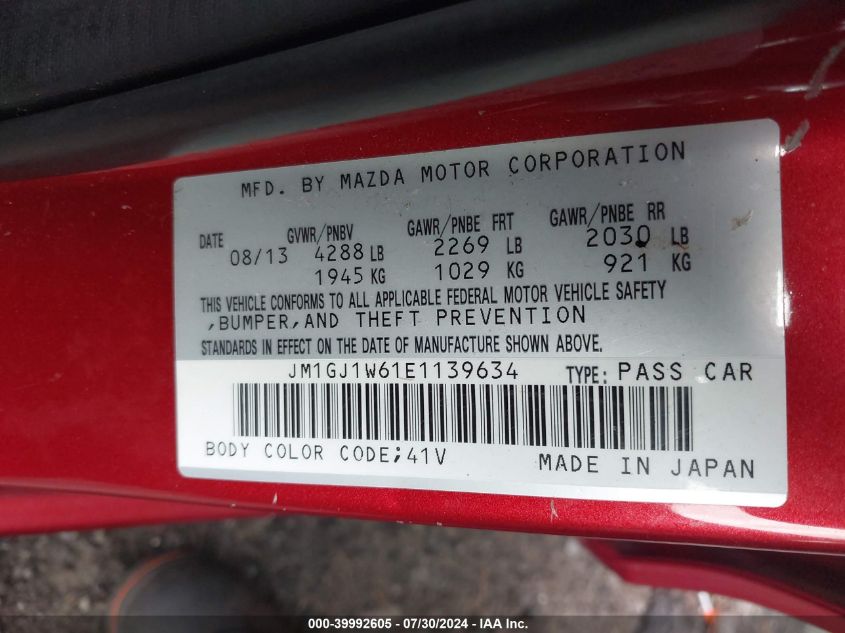 MFD. BY MAZDA MOTOR CORPORATION
DATE GVWR/PNBV GAWR/PNBE FRT GAWR/PNBE RR
08/13 4288 LB 2269 LB 2030 LB
1945 KG 1029 KG 921 KG
THIS VEHICLE CONFORMS TO ALL APPLICABLE FEDERAL MOTOR VEHICLE SAFETY
,BUMPER,AND THEFT PREVENTION
STANDARDS IN EFFECT ON THE DATE OF MANUFACTURE SHOWN ABOVE.
JM1GJ1W61E1139634 TYPE: PASS CAR
BODY COLOR CODE;41V MADE IN JAPAN
000-39992605 / 07/30/2024 - IAA Inc.